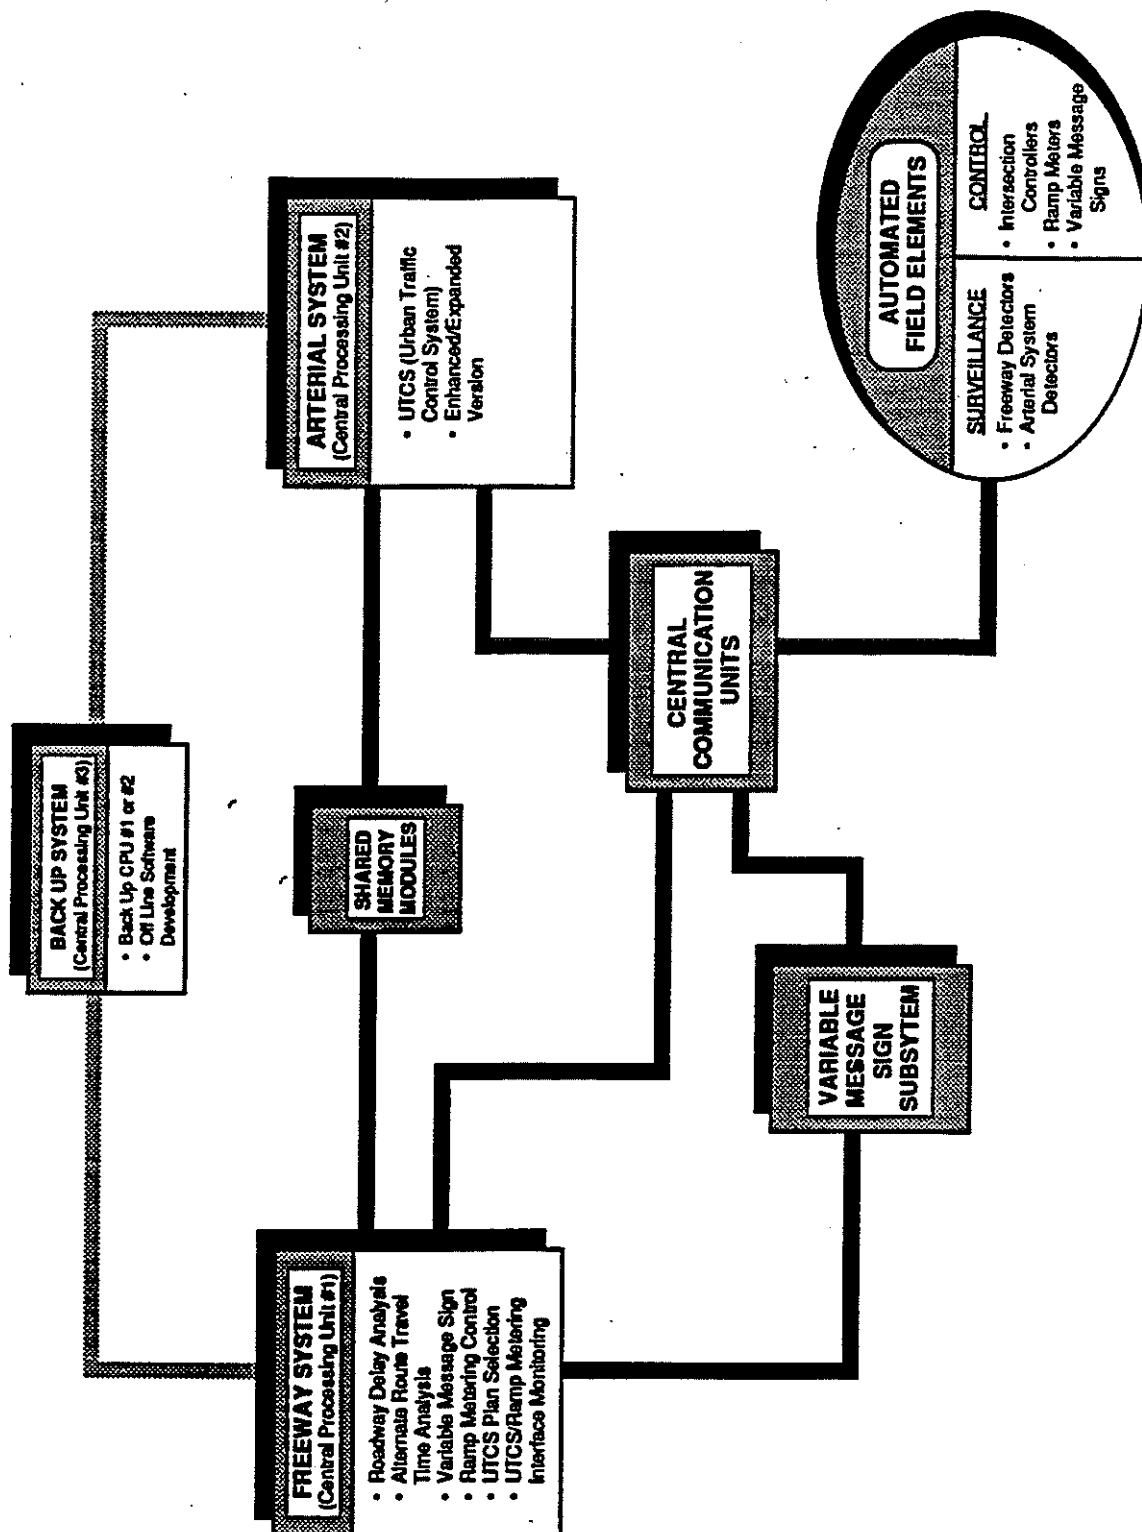 BACK UP SYSTEM
(Central Processing Unit #3)
• Back Up CPU #1 or #2
• Off Line Software
Development
FREEWAY SYSTEM
(Central Processing Unit #1)
• Roadway Delay Analysis
• Alternate Route Travel
Time Analysis
• Variable Message Sign
• Ramp Metering Control
• UTCS Plan Selection
• UTCS/Ramp Metering
Interface Monitoring
SHARED
MEMORY
MODULES
ARTERIAL SYSTEM
(Central Processing Unit #2)
• UTCS (Urban Traffic
Control System)
• Enhanced/Expanded
Version
CENTRAL
COMMUNICATION
UNITS
VARIABLE
MESSAGE
SIGN
SUBSYTEM
AUTOMATED
FIELD ELEMENTS
SURVEILLANCE
• Freeway Detectors
• Arterial System
Detectors
CONTROL
• Intersection
Controllers
• Ramp Meters
• Variable Message
Signs